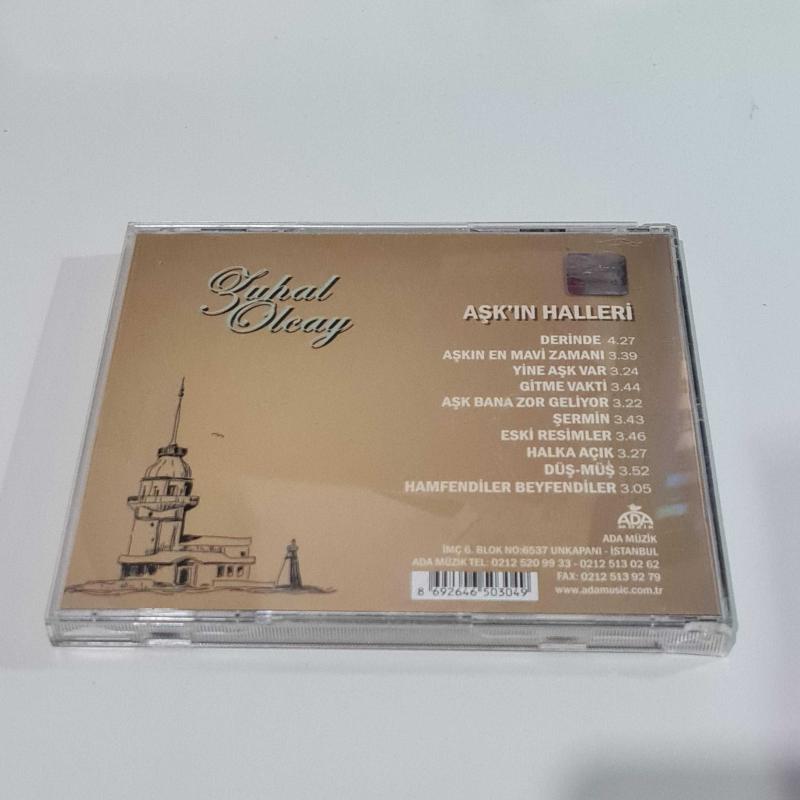 Zuhal
Olcay
AŞK'IN HALLERİ
DERİNDE 4.27
AŞKIN EN MAVİ ZAMANI 3.39
YİNE AŞK VAR 3.24
GİTME VAKTİ 3.44
AŞK BANA ZOR GELİYOR 3.22
ŞERMİN 3.43
ESKİ RESİMLER 3.46
HALKA AÇIK 3.27
DÜŞ-MÜŞ 3.52
HAMFENDİLER BEYFENDİLER 3.05
ADA
MÜZİK
ADA MÜZİK
İMÇ 6. BLOK NO:6537 UNKAPANI - İSTANBUL
ADA MÜZİK TEL: 0212 520 99 33 - 0212 513 02 62
FAX: 0212 513 92 79
www.adamusic.com.tr
8 692646 503049